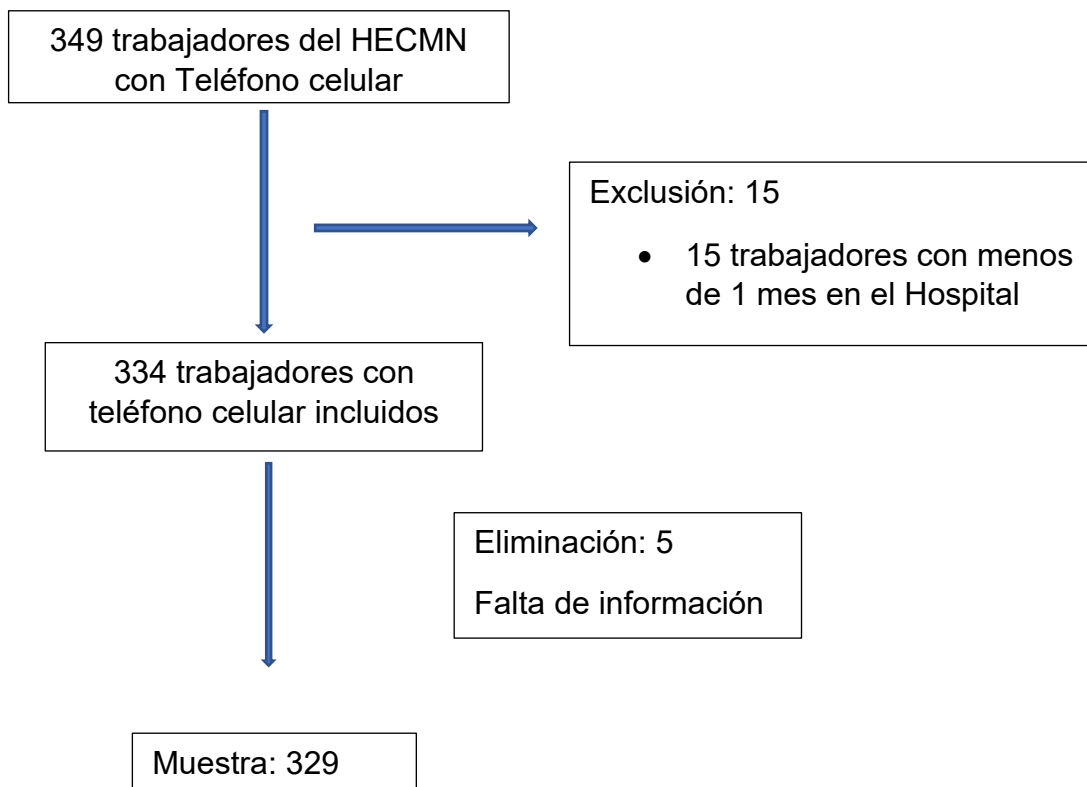 349 trabajadores del HECMN
con Teléfono celular
Exclusión: 15
• 15 trabajadores con menos
de 1 mes en el Hospital
334 trabajadores con
teléfono celular incluidos
Eliminación: 5
Falta de información
Muestra: 329